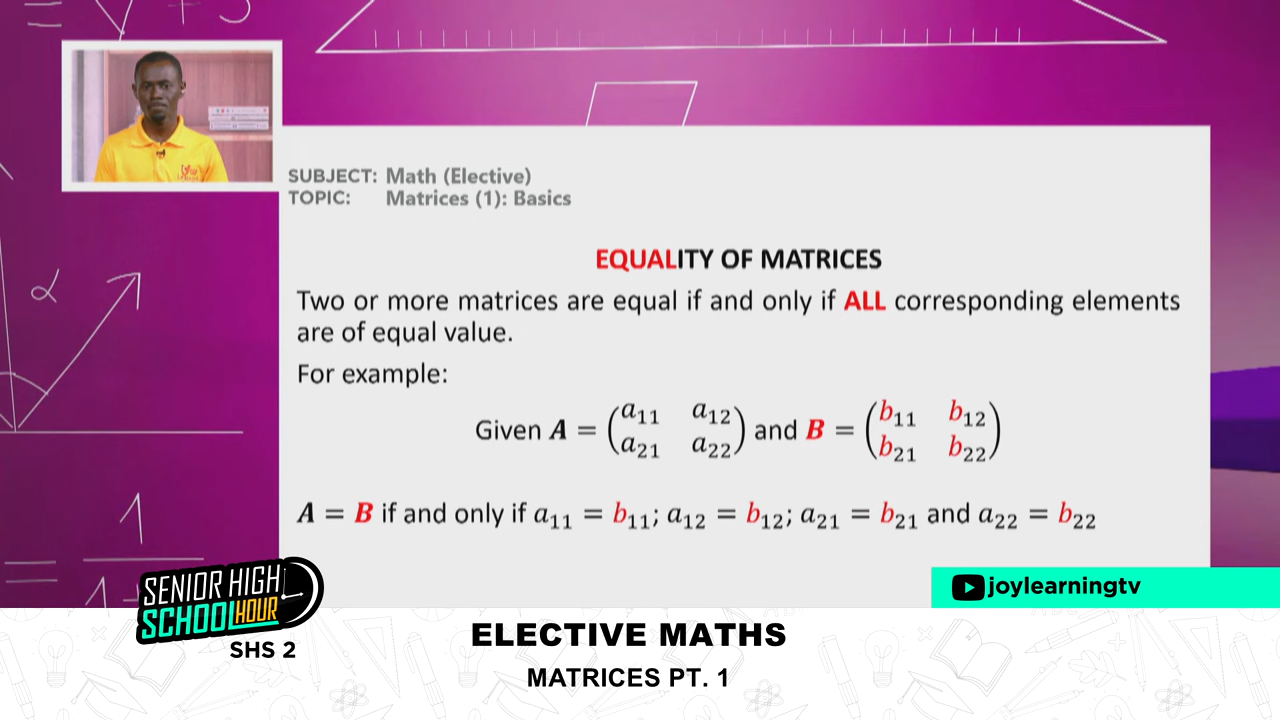 SUBJECT: Math (Elective)
TOPIC: Matrices (1): Basics
EQUALITY OF MATRICES
Two or more matrices are equal if and only if ALL corresponding elements
are of equal value.
For example:
Given A = (a₁₁ a₁₂ a₂₁ a₂₂) and B = (b₁₁ b₁₂ b₂₁ b₂₂)
A = B if and only if a₁₁ = b₁₁; a₁₂ = b₁₂; a₂₁ = b₂₁ and a₂₂ = b₂₂
α
1
joylearningtv
SENIOR HIGH
SCHOOL HOUR
SHS 2
ELECTIVE MATHS
MATRICES PT. 1